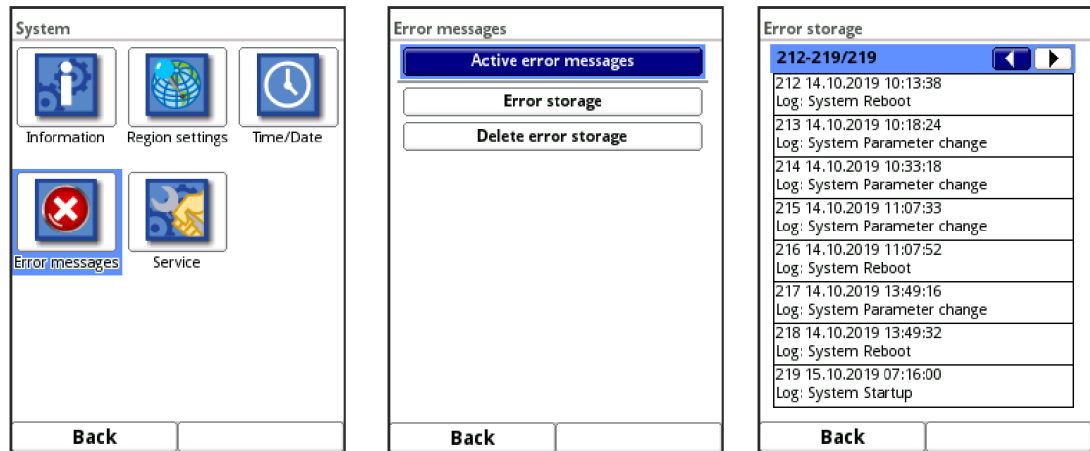 System
Information
Region settings
Time/Date
Error messages
Service
Back
Error messages
Active error messages
Error storage
Delete error storage
Back
Error storage
212-219/219
212 14.10.2019 10:13:38
Log: System Reboot
213 14.10.2019 10:18:24
Log: System Parameter change
214 14.10.2019 10:33:18
Log: System Parameter change
215 14.10.2019 11:07:33
Log: System Parameter change
216 14.10.2019 11:07:52
Log: System Reboot
217 14.10.2019 13:49:16
Log: System Parameter change
218 14.10.2019 13:49:32
Log: System Reboot
219 15.10.2019 07:16:00
Log: System Startup
Back